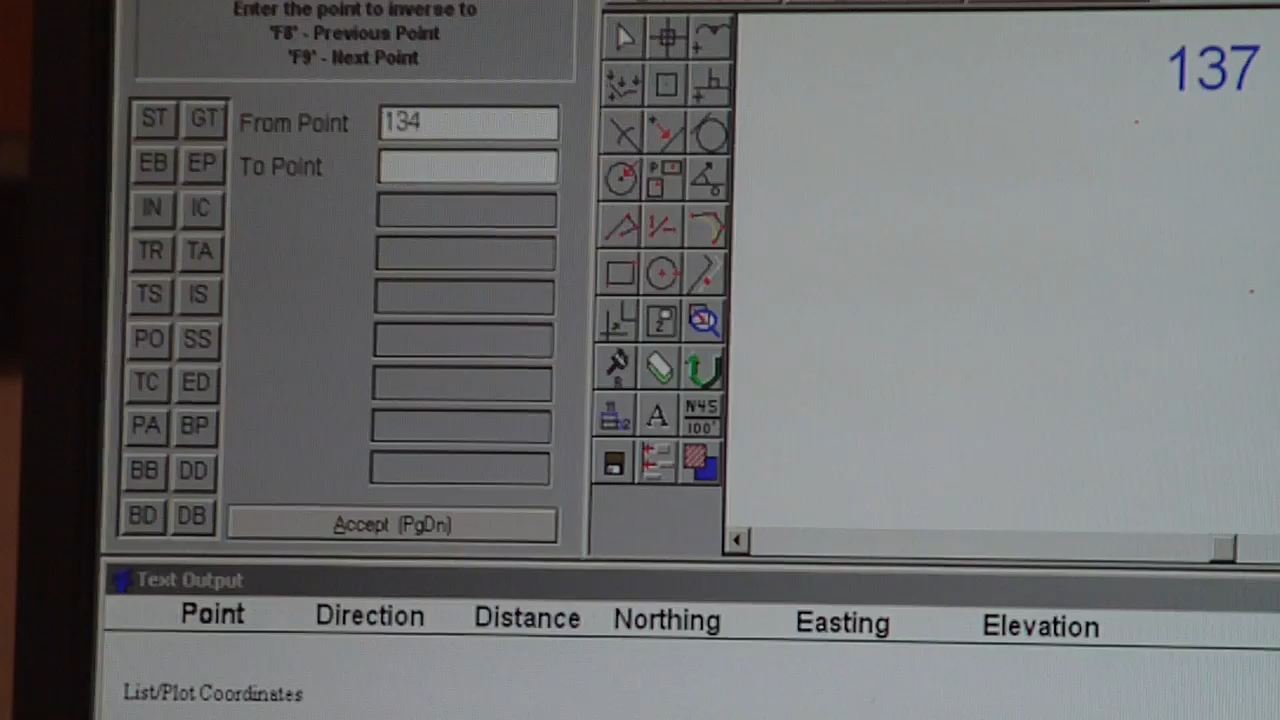 Enter the point to inverse to
'F8' - Previous Point
'F9' - Next Point
137
ST GT From Point 134
EB EP To Point
IN IC
TR TA
TS IS
PO SS
TC ED
PA BP
BB DD
BD DB
Accept (PgDn)
P
1/
Z
B
A N45
100'
Text Output
Point Direction Distance Northing Easting Elevation
List/Plot Coordinates